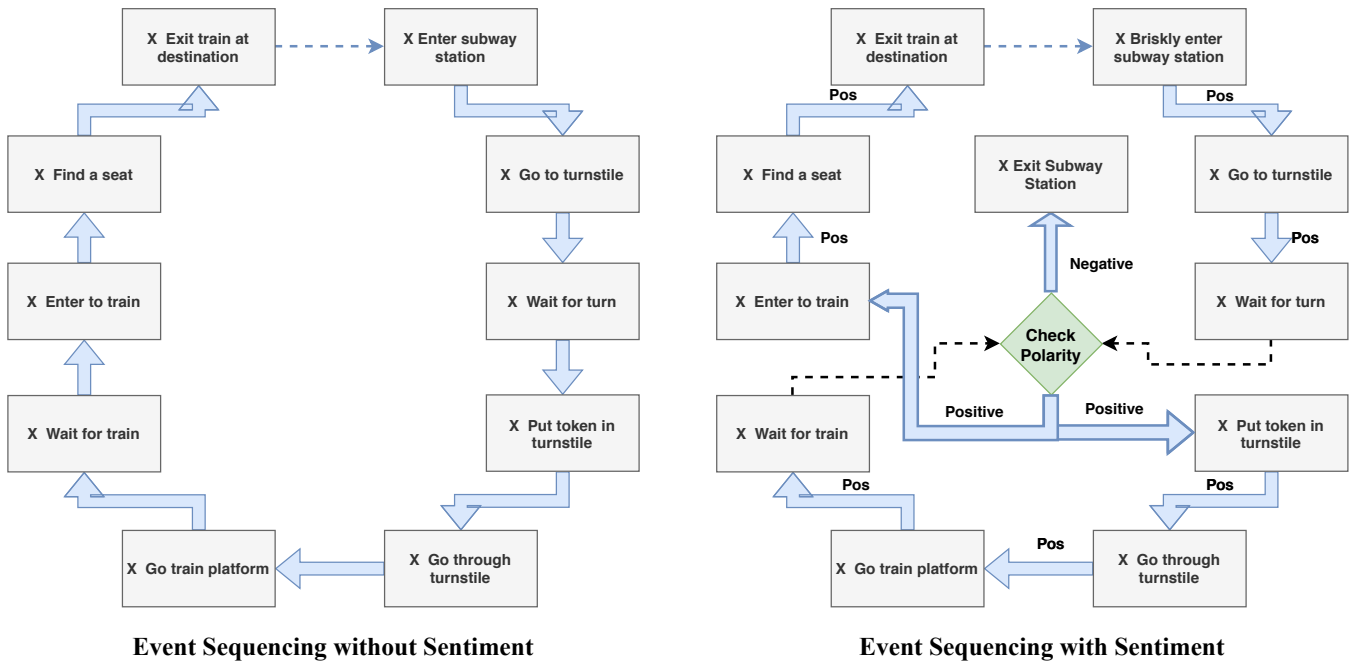 X Exit train at
destination
X Enter subway
station
X Find a seat
X Go to turnstile
X Enter to train
X Wait for turn
X Wait for train
X Put token in
turnstile
X Go train platform
X Go through
turnstile
Event Sequencing without Sentiment
X Exit train at
destination
X Briskly enter
subway station
Pos
Pos
X Find a seat
X Exit Subway
Station
X Go to turnstile
Pos
Negative
Pos
X Enter to train
X Wait for turn
Check
Polarity
Positive
Positive
X Wait for train
X Put token in
turnstile
Pos
Pos
Pos
X Go train platform
X Go through
turnstile
Event Sequencing with Sentiment